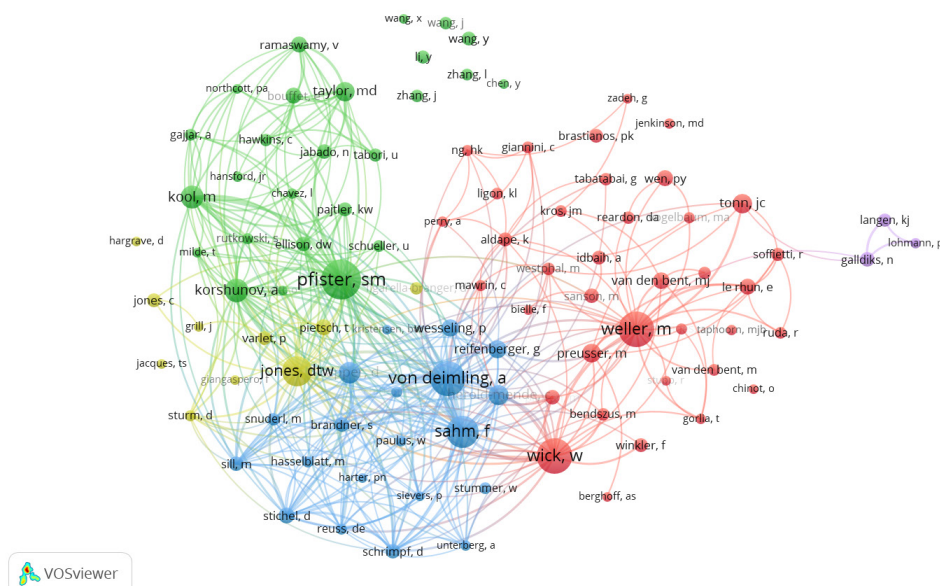 wang, x
wang, j
wang, y
ramaswamy, v
li, y
zhang, l
chen, y
northcott, pa
taylor, md
zhang, j
zadeh, g
jenkinson, md
gajjar, a
hawkins, c
brastianos, pk
jabado, n
tabori, u
ng, hk
giannini, c
hansford, jr
tabatabai, g
wen, py
kool, m
chavez, l
ligon, kl
tonn, jc
pajtler, kw
kros, jm
reardon, da
langen, kj
perry, a
hargrave, d
rutkowski, s
ellison, dw
schueller, u
aldape, k
lohmann, p
milde, t
idbaih, a
soffietti, r
galldiks, n
westphal, m
pfister, sm
mawrin, c
van den bent, mj
le rhun, e
korshunov, a
sanson, m
jones, c
bielle, f
grill, j
pietsch, t
wesseling, p
weller, m
taphoorn, mjb
ruda, r
varlet, p
reifenberger, g
preusser, m
jacques, ts
jones, dtw
von deimling, a
van den bent, m
giangaspero, f
chinot, o
sturm, d
snuderl, m
brandner, s
bendszus, m
gorlia, t
sahm, f
paulus, w
winkler, f
sill, m
hasselblatt, m
wick, w
harter, pn
stummer, w
sievers, p
berghoff, as
stichel, d
reuss, de
unterberg, a
schrimpf, d
VOSviewer